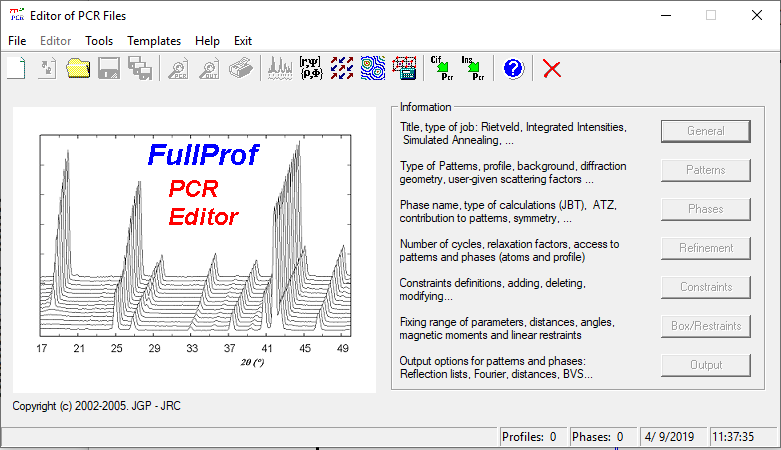 Editor of PCR Files
File Editor Tools Templates Help Exit
PCR
OUT
[r,ψ]
(ρ,Φ)
Cif
Pcr
Ins
Pcr
?
FullProf
PCR
Editor
17 21 25 29 33 37 41 45 49
2θ (°)
Copyright (c) 2002-2005. JGP - JRC
Information
Title, type of job: Rietveld, Integrated Intensities,
Simulated Annealing, ...
General
Type of Patterns, profile, background, diffraction
geometry, user-given scattering factors ...
Patterns
Phase name, type of calculations (JBT), ATZ,
contribution to patterns, symmetry, ...
Phases
Number of cycles, relaxation factors, access to
patterns and phases (atoms and profile)
Refinement
Constraints definitions, adding, deleting,
modifying...
Constraints
Fixing range of parameters, distances, angles,
magnetic moments and linear restraints
Box/Restraints
Output options for patterns and phases:
Reflection lists, Fourier, distances, BVS...
Output
Profiles: 0 Phases: 0 4/ 9/2019 11:37:35